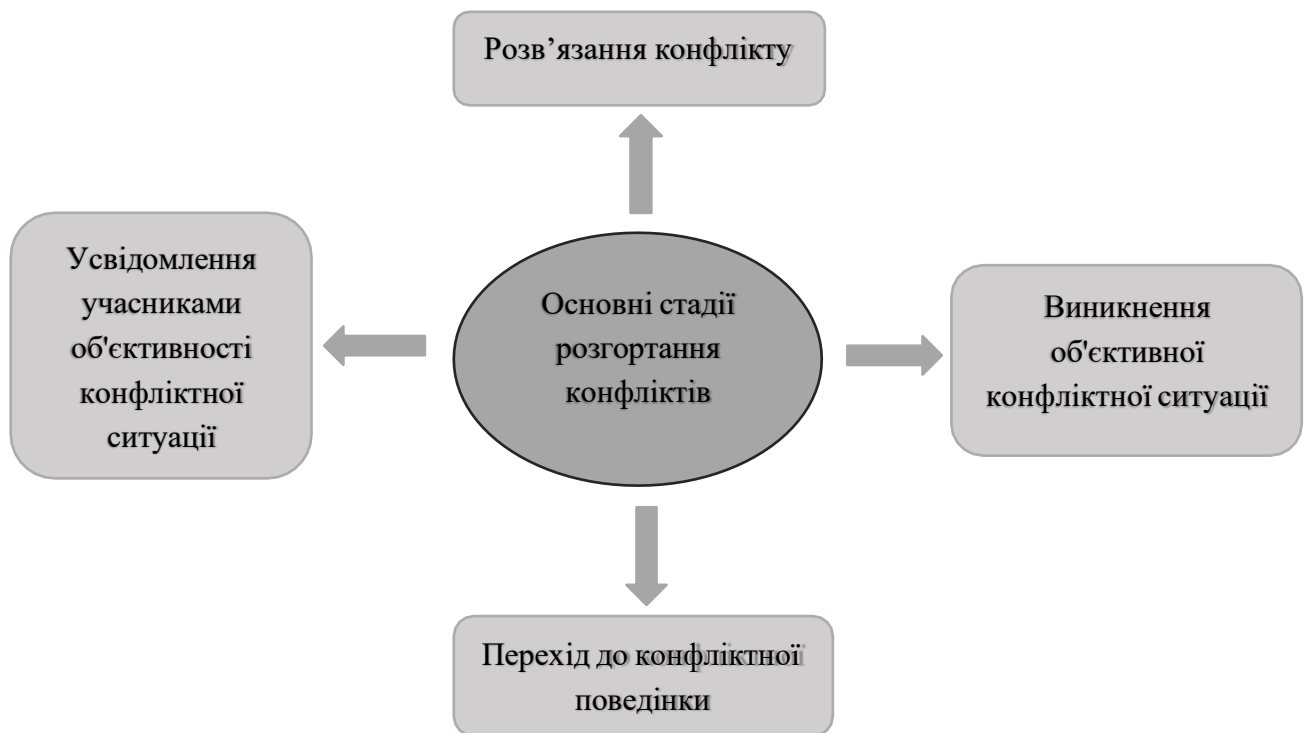 Розв’язання конфлікту
Усвідомлення
учасниками
об'єктивності
конфліктної
ситуації
Основні стадії
розгортання
конфліктів
Виникнення
об'єктивної
конфліктної ситуації
Перехід до конфліктної
поведінки